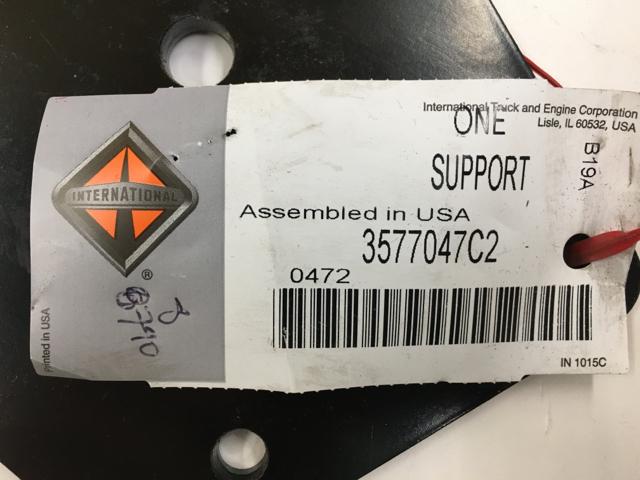 International Truck and Engine Corporation
Lisle, IL 60532, USA
ONE
SUPPORT
B19A
Assembled in USA
3577047C2
0472
IN 1015C
INTERNATIONAL
®
Printed in USA